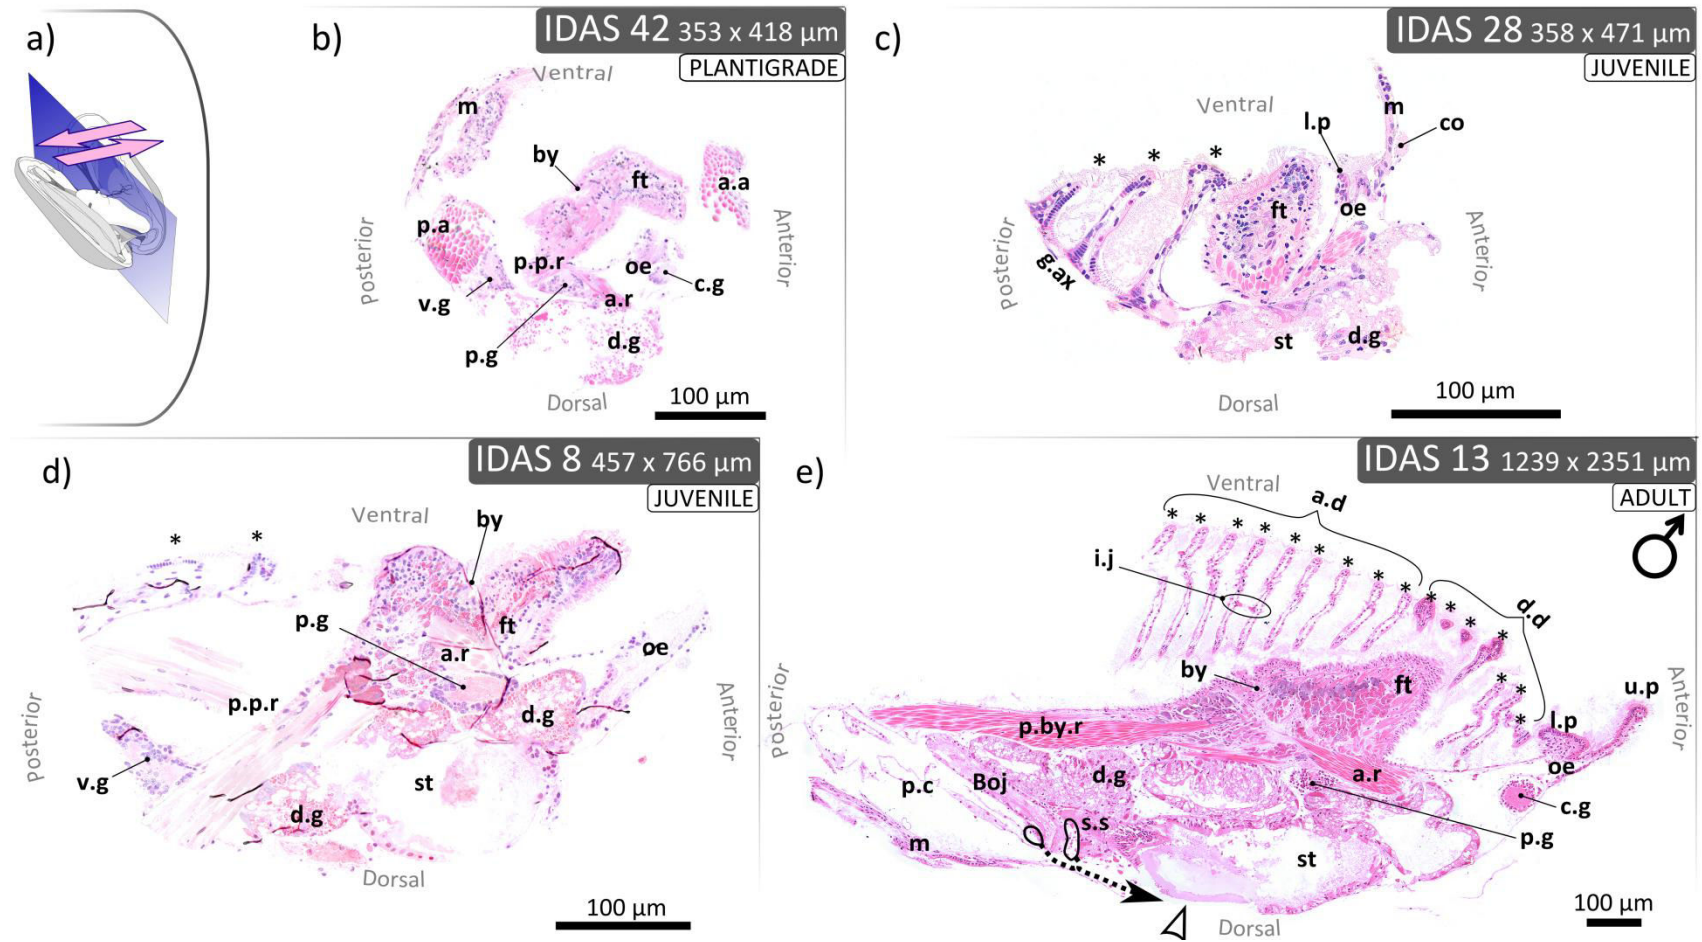 a)
b)
IDAS 42 353 x 418 µm
PLANTIGRADE
Ventral
m
by
ft
a.a
p.a
Posterior
Anterior
p.p.r
oe
v.g
c.g
a.r
p.g
d.g
Dorsal
100 µm
c)
IDAS 28 358 x 471 µm
JUVENILE
Ventral
m
l.p
co
* * *
ft
oe
Posterior
Anterior
g.ax
st
d.g
Dorsal
100 µm
d)
IDAS 8 457 x 766 µm
JUVENILE
Ventral
by
* *
p.g
ft
a.r
oe
p.p.r
d.g
Posterior
Anterior
v.g
st
d.g
Dorsal
100 µm
e)
IDAS 13 1239 x 2351 µm
ADULT
♂
Ventral
a.d
* * * * * * * * *
i.j
d.d
* * * *
* * *
by
ft
u.p
Posterior
Anterior
p.by.r
l.p
oe
a.r
p.c
Boj
d.g
c.g
s.s
p.g
m
st
Dorsal
100 µm